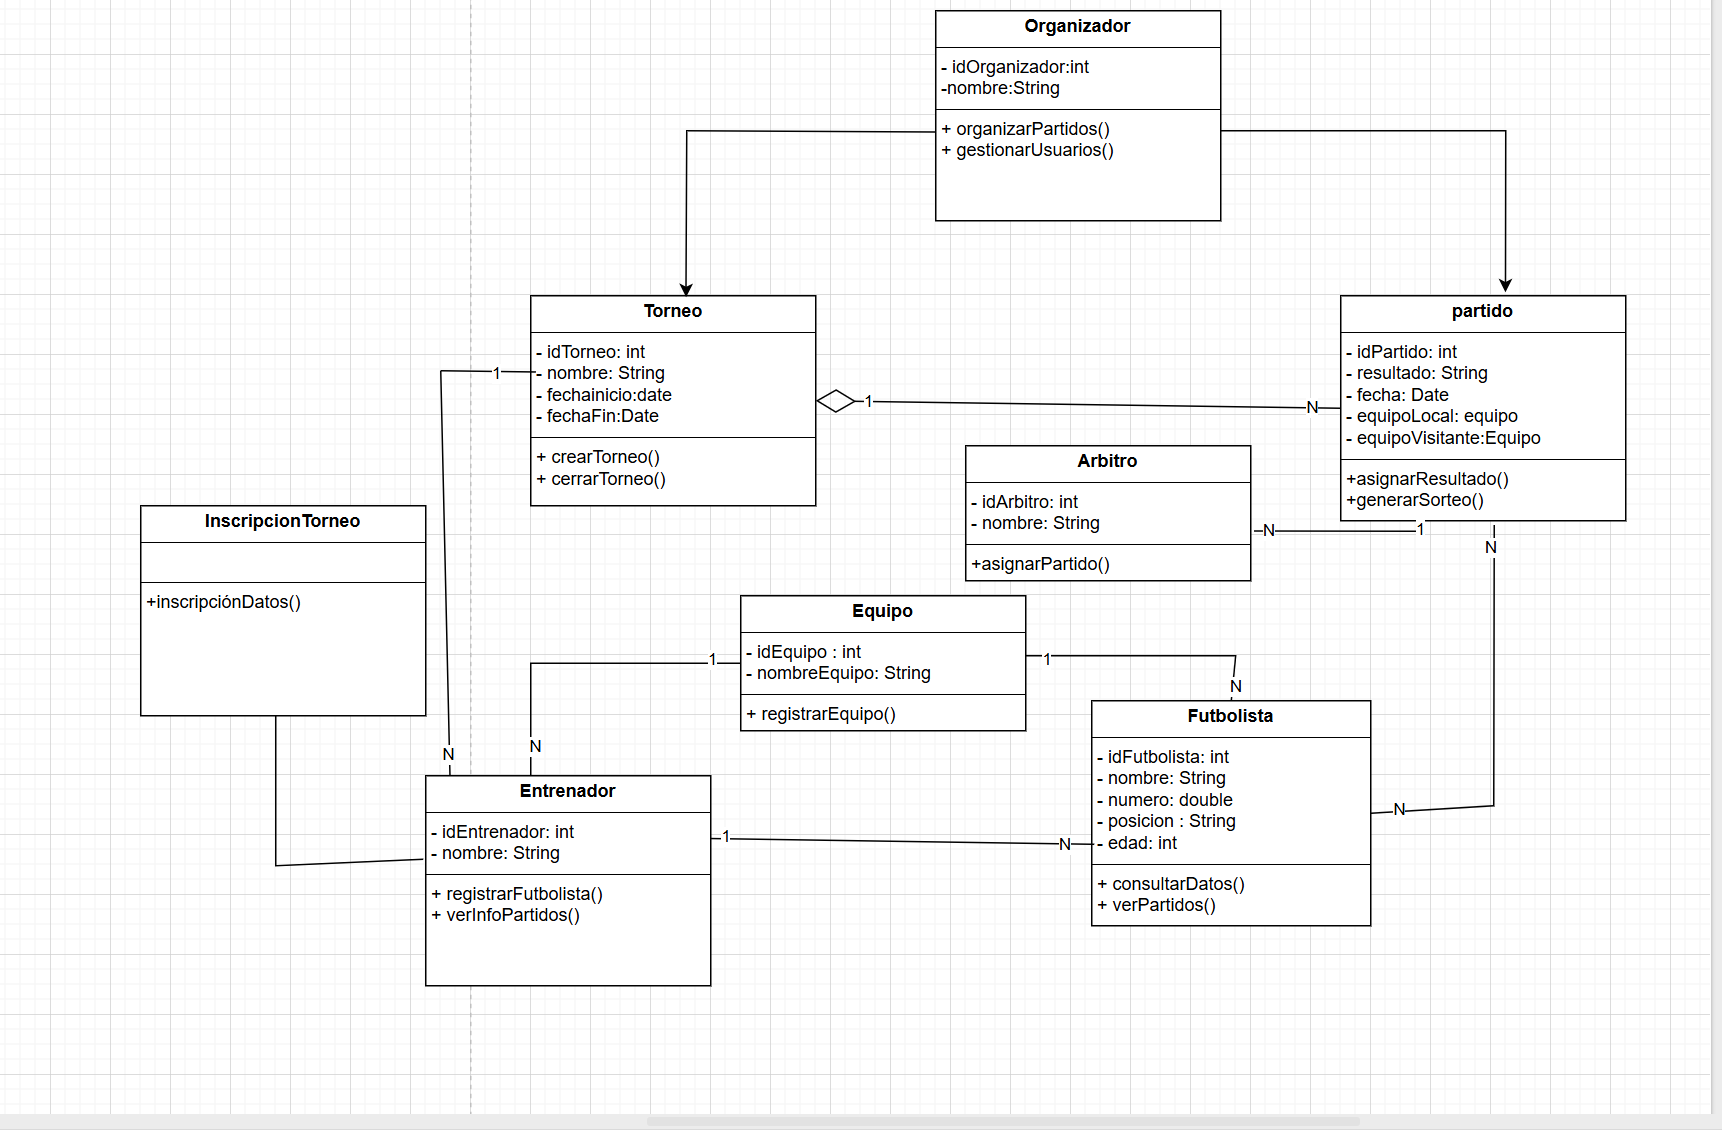 Organizador
- idOrganizador:int
-nombre:String
+ organizarPartidos()
+ gestionarUsuarios()
Torneo
- idTorneo: int
- nombre: String
- fechainicio:date
- fechaFin:Date
+ crearTorneo()
+ cerrarTorneo()
partido
- idPartido: int
- resultado: String
- fecha: Date
- equipoLocal: equipo
- equipoVisitante:Equipo
+asignarResultado()
+generarSorteo()
1
1
N
Arbitro
- idArbitro: int
- nombre: String
+asignarPartido()
N
1
N
InscripcionTorneo
+inscripciónDatos()
Equipo
- idEquipo : int
- nombreEquipo: String
+ registrarEquipo()
1
1
N
N
N
Futbolista
- idFutbolista: int
- nombre: String
- numero: double
- posicion : String
- edad: int
+ consultarDatos()
+ verPartidos()
N
Entrenador
- idEntrenador: int
- nombre: String
+ registrarFutbolista()
+ verInfoPartidos()
1
N